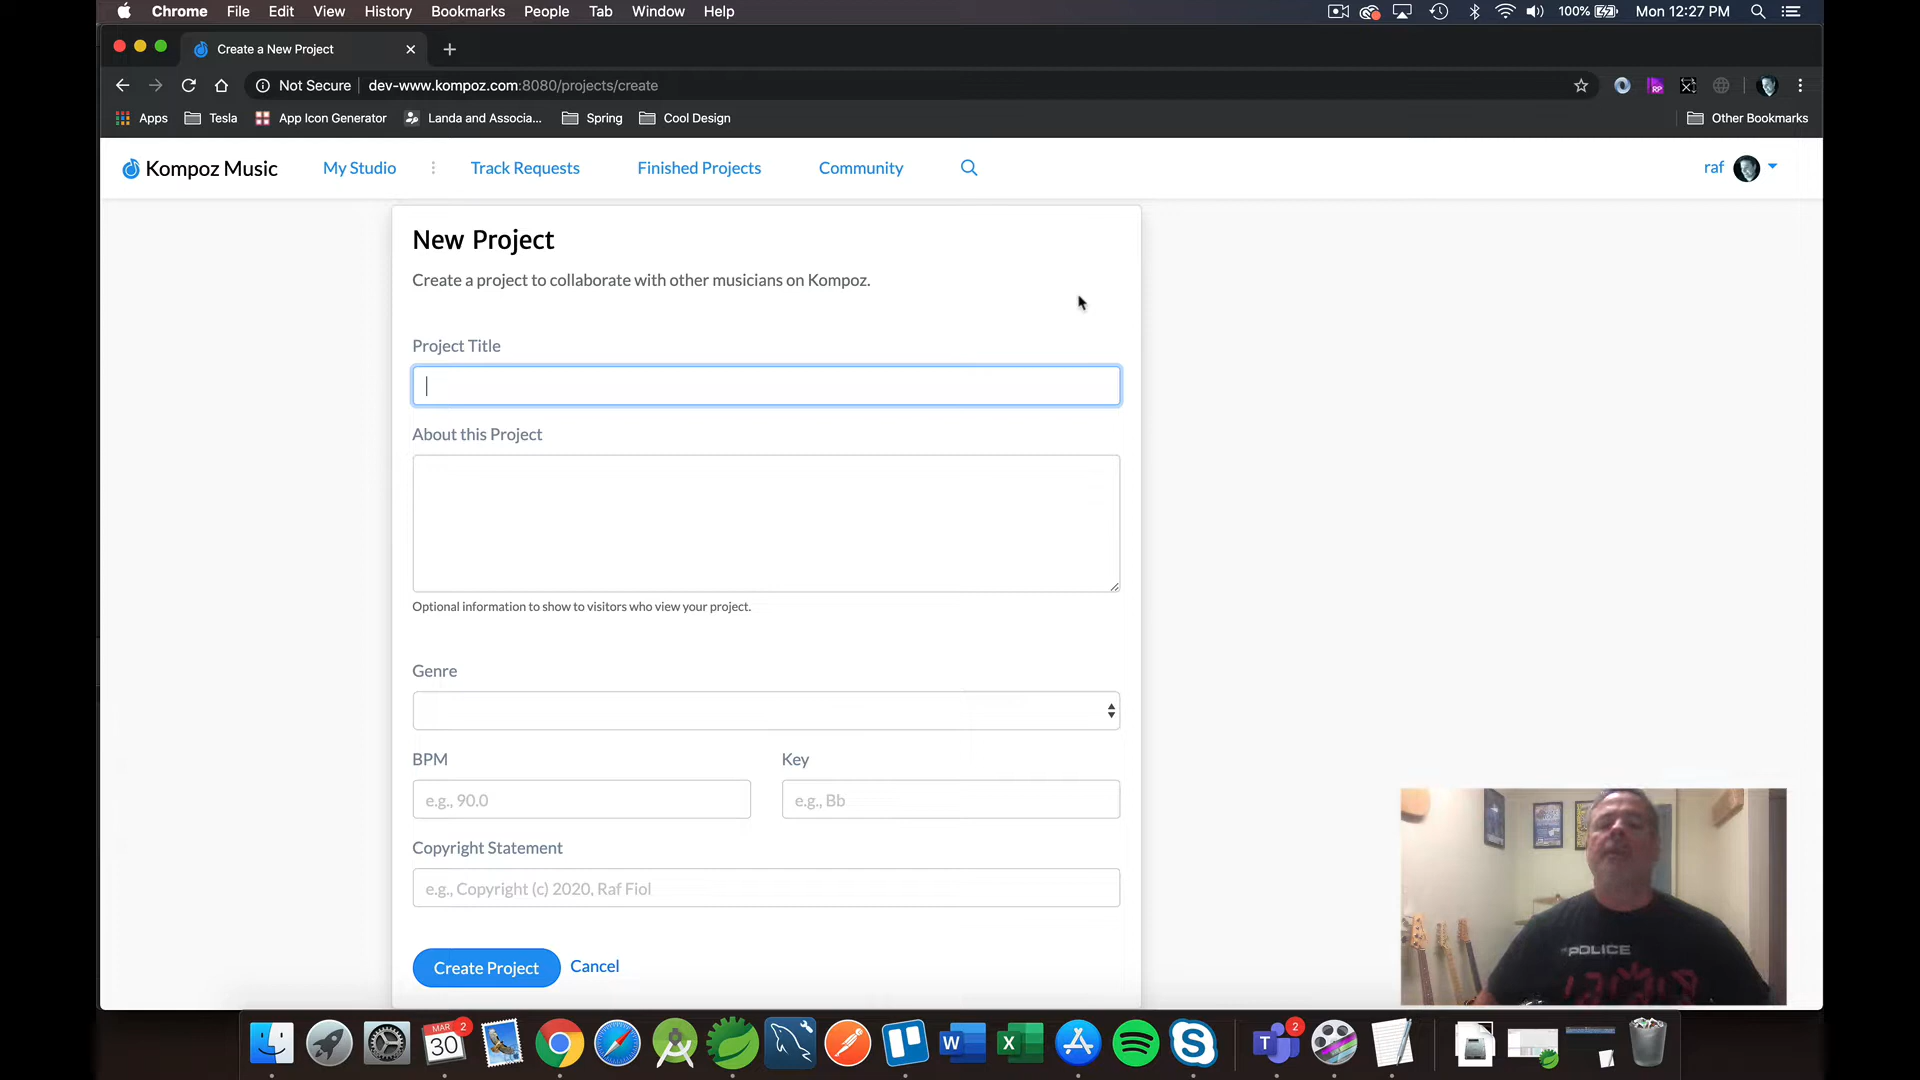 Chrome File Edit View History Bookmarks People Tab Window Help 100% Mon 12:27 PM
Create a New Project
Not Secure dev-www.kompoz.com:8080/projects/create
RP
Apps Tesla App Icon Generator Landa and Associa... Spring Cool Design Other Bookmarks
Kompoz Music My Studio Track Requests Finished Projects Community raf
New Project
Create a project to collaborate with other musicians on Kompoz.
Project Title
About this Project
Optional information to show to visitors who view your project.
Genre
BPM Key
e.g., 90.0 e.g., Bb
Copyright Statement
e.g., Copyright (c) 2020, Raf Fiol
Create Project Cancel
POLICE
MAR 2 30 W X T 2